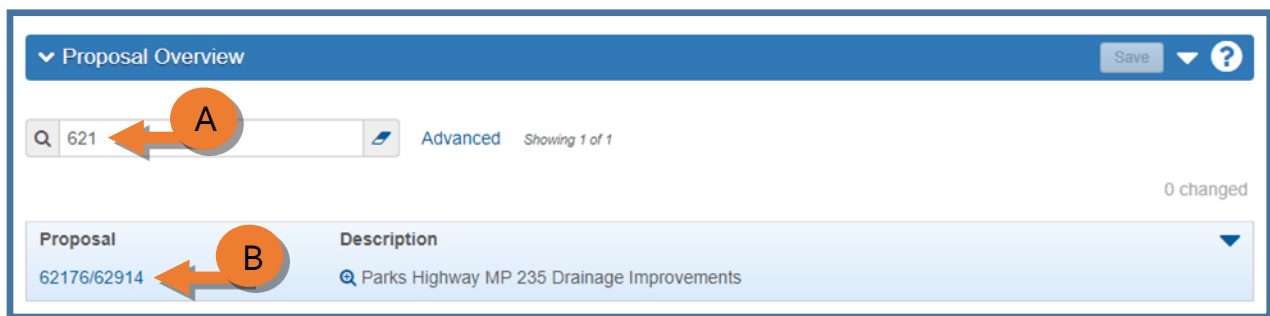 Proposal Overview Save ?
621 A Advanced Showing 1 of 1
0 changed
Proposal Description
62176/62914 B Parks Highway MP 235 Drainage Improvements